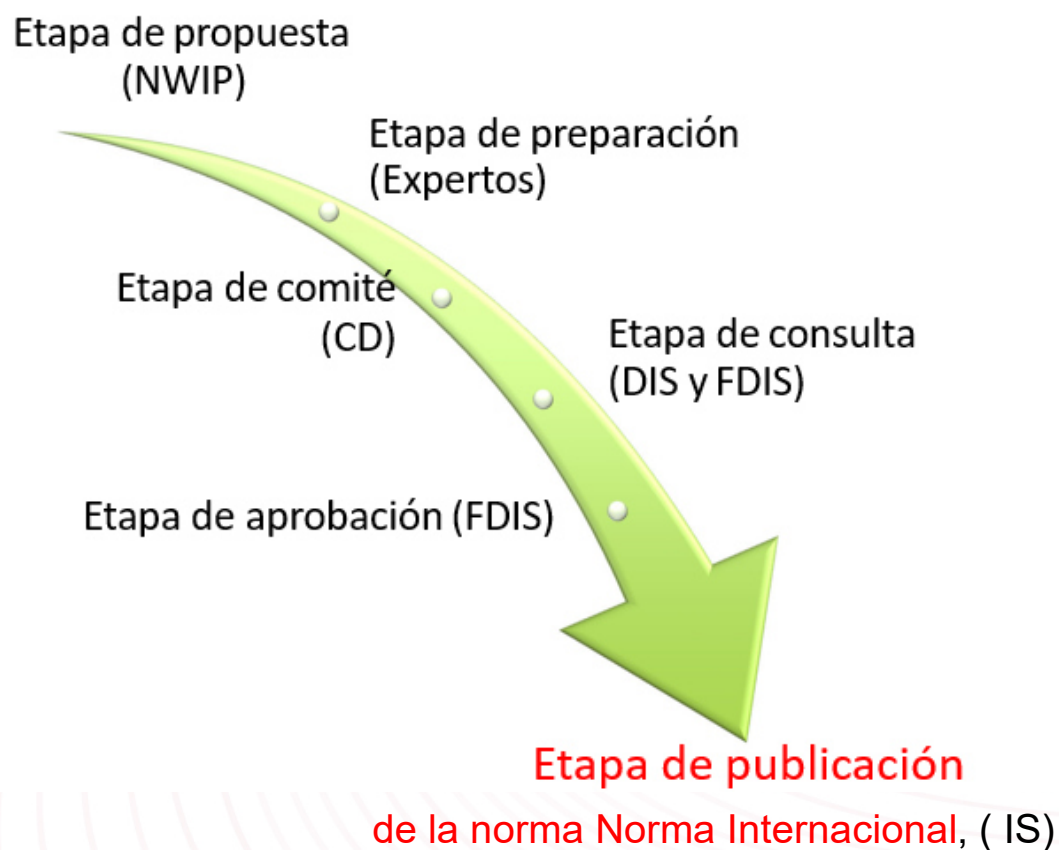 Etapa de propuesta
(NWIP)
Etapa de preparación
(Expertos)
Etapa de comité
(CD)
Etapa de consulta
(DIS y FDIS)
Etapa de aprobación (FDIS)
Etapa de publicación
de la norma Norma Internacional, ( IS)